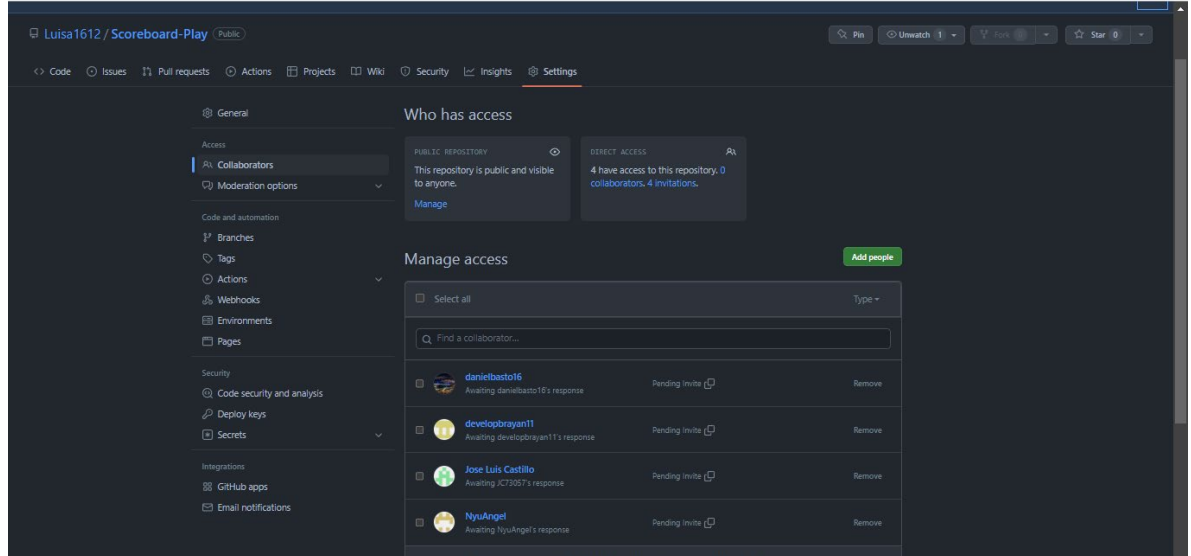 Luisa1612 / Scoreboard-Play Public
Pin
Unwatch 1
Fork 0
Star 0
Code Issues Pull requests Actions Projects Wiki Security Insights Settings
General
Access
Collaborators
Moderation options
Code and automation
Branches
Tags
Actions
Webhooks
Environments
Pages
Security
Code security and analysis
Deploy keys
Secrets
Integrations
GitHub apps
Email notifications
Who has access
PUBLIC REPOSITORY
This repository is public and visible
to anyone.
Manage
DIRECT ACCESS
4 have access to this repository. 0
collaborators. 4 invitations.
Manage access
Add people
Select all
Type
Find a collaborator...
danielbasto16
Awaiting danielbasto16's response
Pending Invite
Remove
developbrayan11
Awaiting developbrayan11's response
Pending Invite
Remove
Jose Luis Castillo
Awaiting JC73057's response
Pending Invite
Remove
NyuAngel
Awaiting NyuAngel's response
Pending Invite
Remove